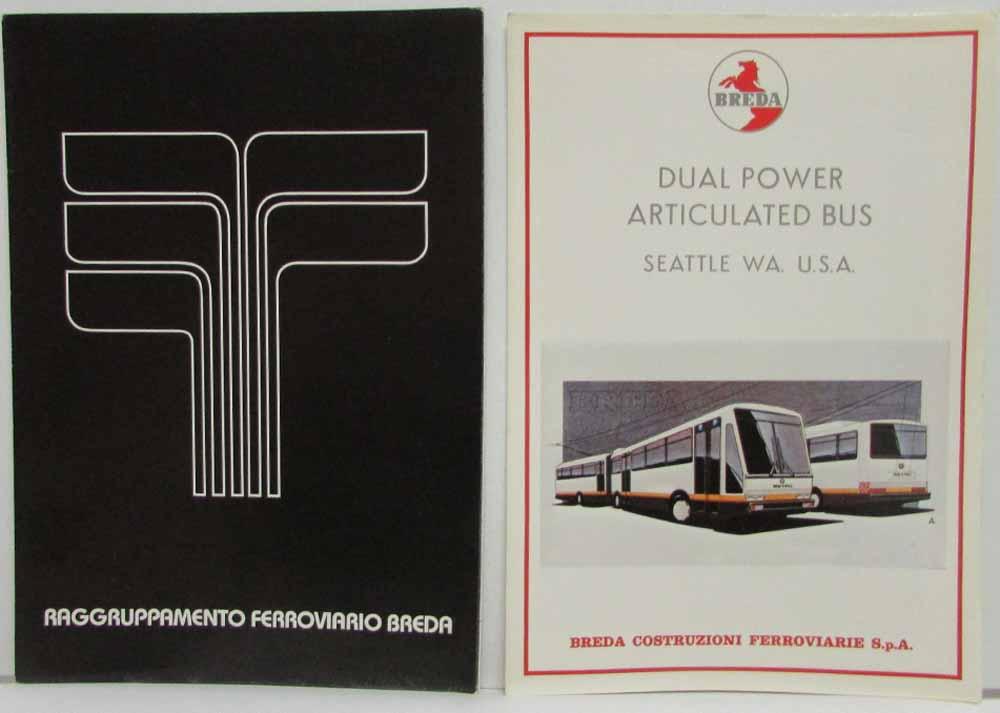 RAGGRUPPAMENTO FERROVIARIO BREDA
BREDA
DUAL POWER
ARTICULATED BUS
SEATTLE WA. U.S.A.
A
BREDA COSTRUZIONI FERROVIARIE S.p.A.